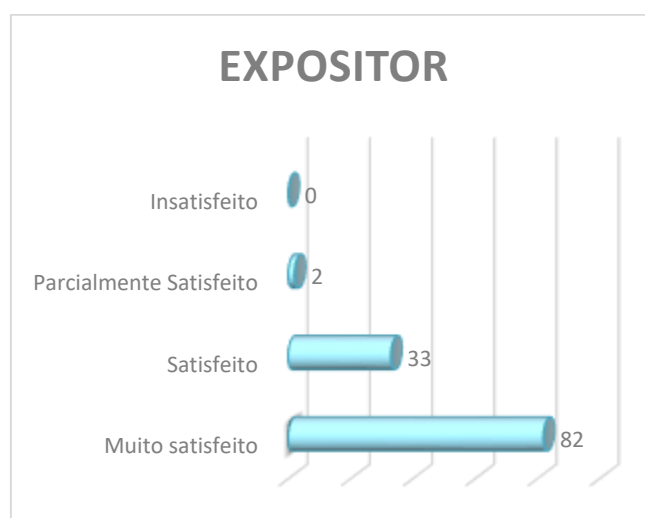 EXPOSITOR
Insatisfeito 0
Parcialmente Satisfeito 2
Satisfeito 33
Muito satisfeito 82